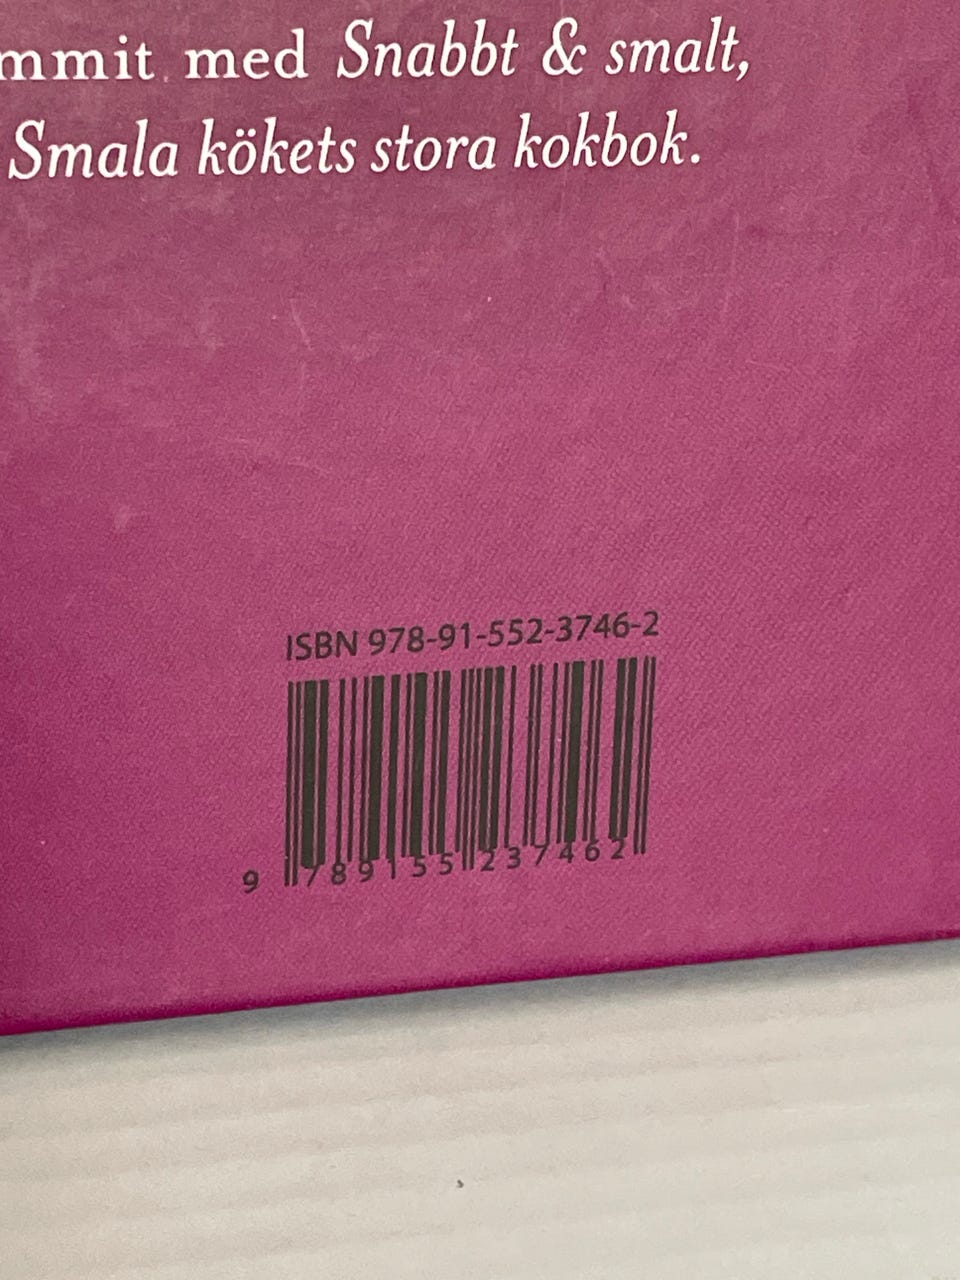 mmit med Snabbt & smalt,
Smala kökets stora kokbok.
ISBN 978-91-552-3746-2
9 789155 237462